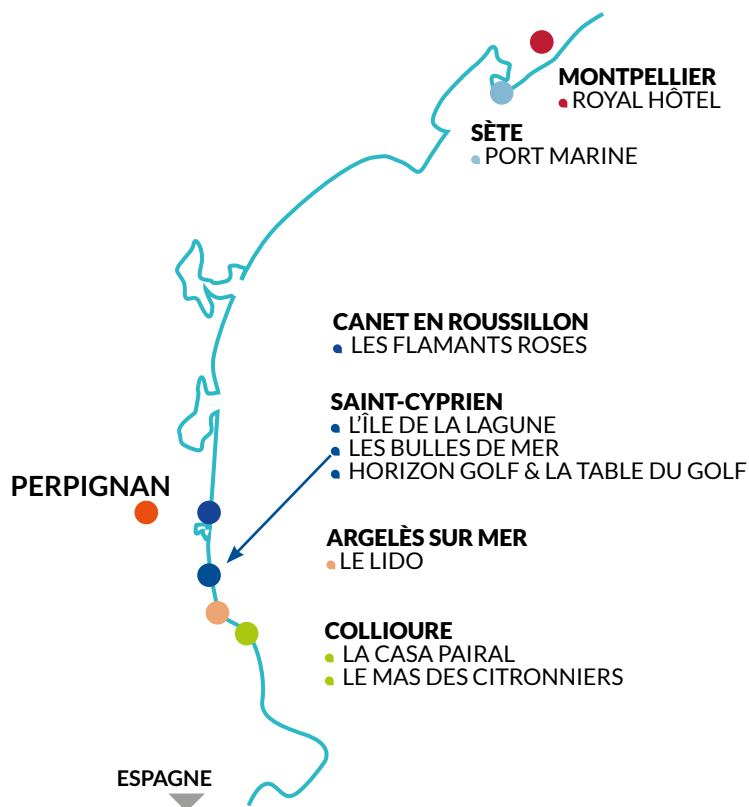 MONTPELLIER
ROYAL HÔTEL
SÈTE
PORT MARINE
CANET EN ROUSSILLON
LES FLAMANTS ROSES
SAINT-CYPRIEN
L'ÎLE DE LA LAGUNE
LES BULLES DE MER
HORIZON GOLF & LA TABLE DU GOLF
PERPIGNAN
ARGELÈS SUR MER
LE LIDO
COLLIOURE
LA CASA PAIRAL
LE MAS DES CITRONNIERS
ESPAGNE